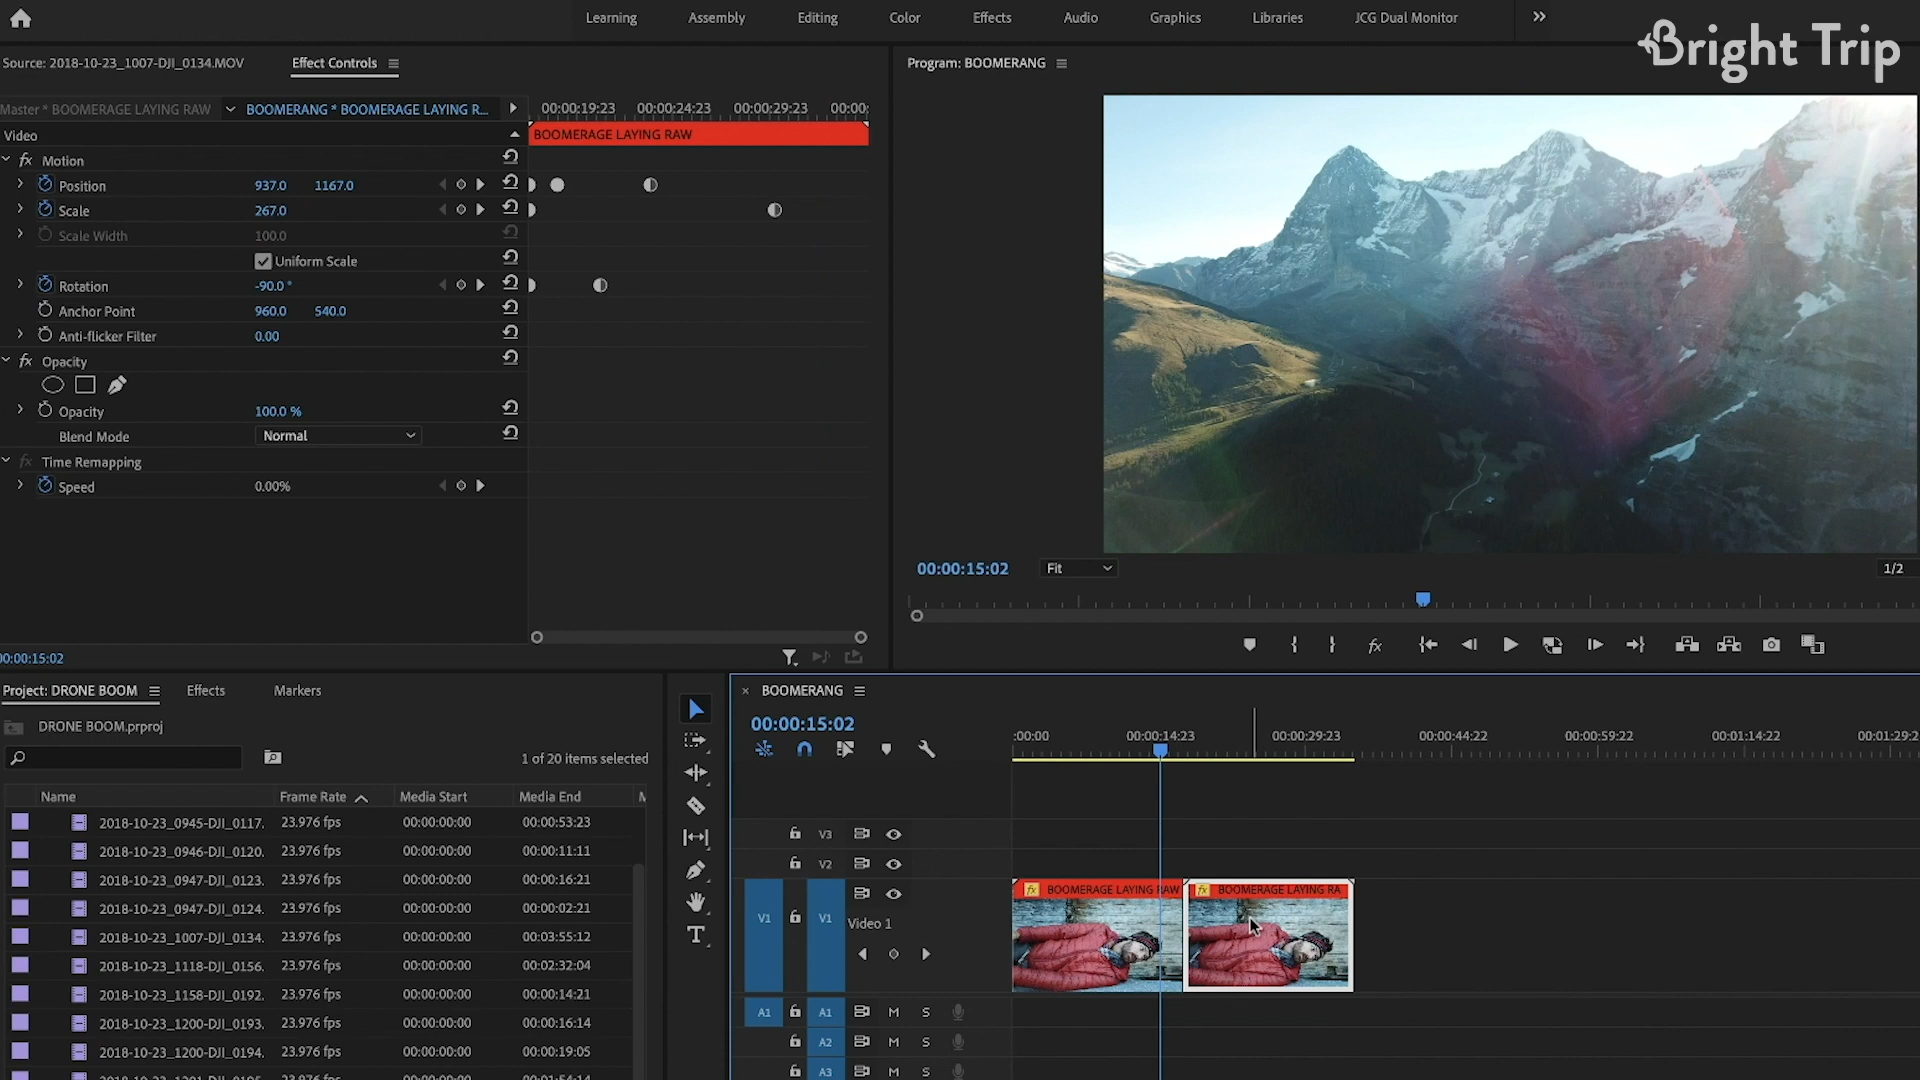 Learning Assembly Editing Color Effects Audio Graphics Libraries JCG Dual Monitor
Bright Trip
Source: 2018-10-23_1007-DJI_0134.MOV Effect Controls
Program: BOOMERANG
Master * BOOMERAGE LAYING RAW BOOMERANG * BOOMERAGE LAYING R... 00:00:19:23 00:00:24:23 00:00:29:23 00:00:
Video BOOMERAGE LAYING RAW
fx Motion
Position 937.0 1167.0
Scale 267.0
Scale Width 100.0
Uniform Scale
Rotation -90.0 °
Anchor Point 960.0 540.0
Anti-flicker Filter 0.00
fx Opacity
Opacity 100.0 %
Blend Mode Normal
fx Time Remapping
Speed 0.00%
00:00:15:02 Fit 1/2
fx
00:00:15:02
Project: DRONE BOOM Effects Markers
DRONE BOOM.prproj
1 of 20 items selected
Name Frame Rate Media Start Media End M
2018-10-23_0945-DJI_0117. 23.976 fps 00:00:00:00 00:00:53:23
2018-10-23_0946-DJI_0120. 23.976 fps 00:00:00:00 00:00:11:11
2018-10-23_0947-DJI_0123. 23.976 fps 00:00:00:00 00:00:16:21
2018-10-23_0947-DJI_0124. 23.976 fps 00:00:00:00 00:00:02:21
2018-10-23_1007-DJI_0134. 23.976 fps 00:00:00:00 00:03:55:12
2018-10-23_1118-DJI_0156. 23.976 fps 00:00:00:00 00:02:32:04
2018-10-23_1158-DJI_0192. 23.976 fps 00:00:00:00 00:00:14:21
2018-10-23_1200-DJI_0193. 23.976 fps 00:00:00:00 00:00:16:14
2018-10-23_1200-DJI_0194. 23.976 fps 00:00:00:00 00:00:19:05
T
× BOOMERANG
00:00:15:02
:00:00 00:00:14:23 00:00:29:23 00:00:44:22 00:00:59:22 00:01:14:22 00:01:29:2
V3
V2
fx BOOMERAGE LAYING RAW fx BOOMERAGE LAYING RA
V1 V1 Video 1
A1 A1 M S
A2 M S
A3 M S